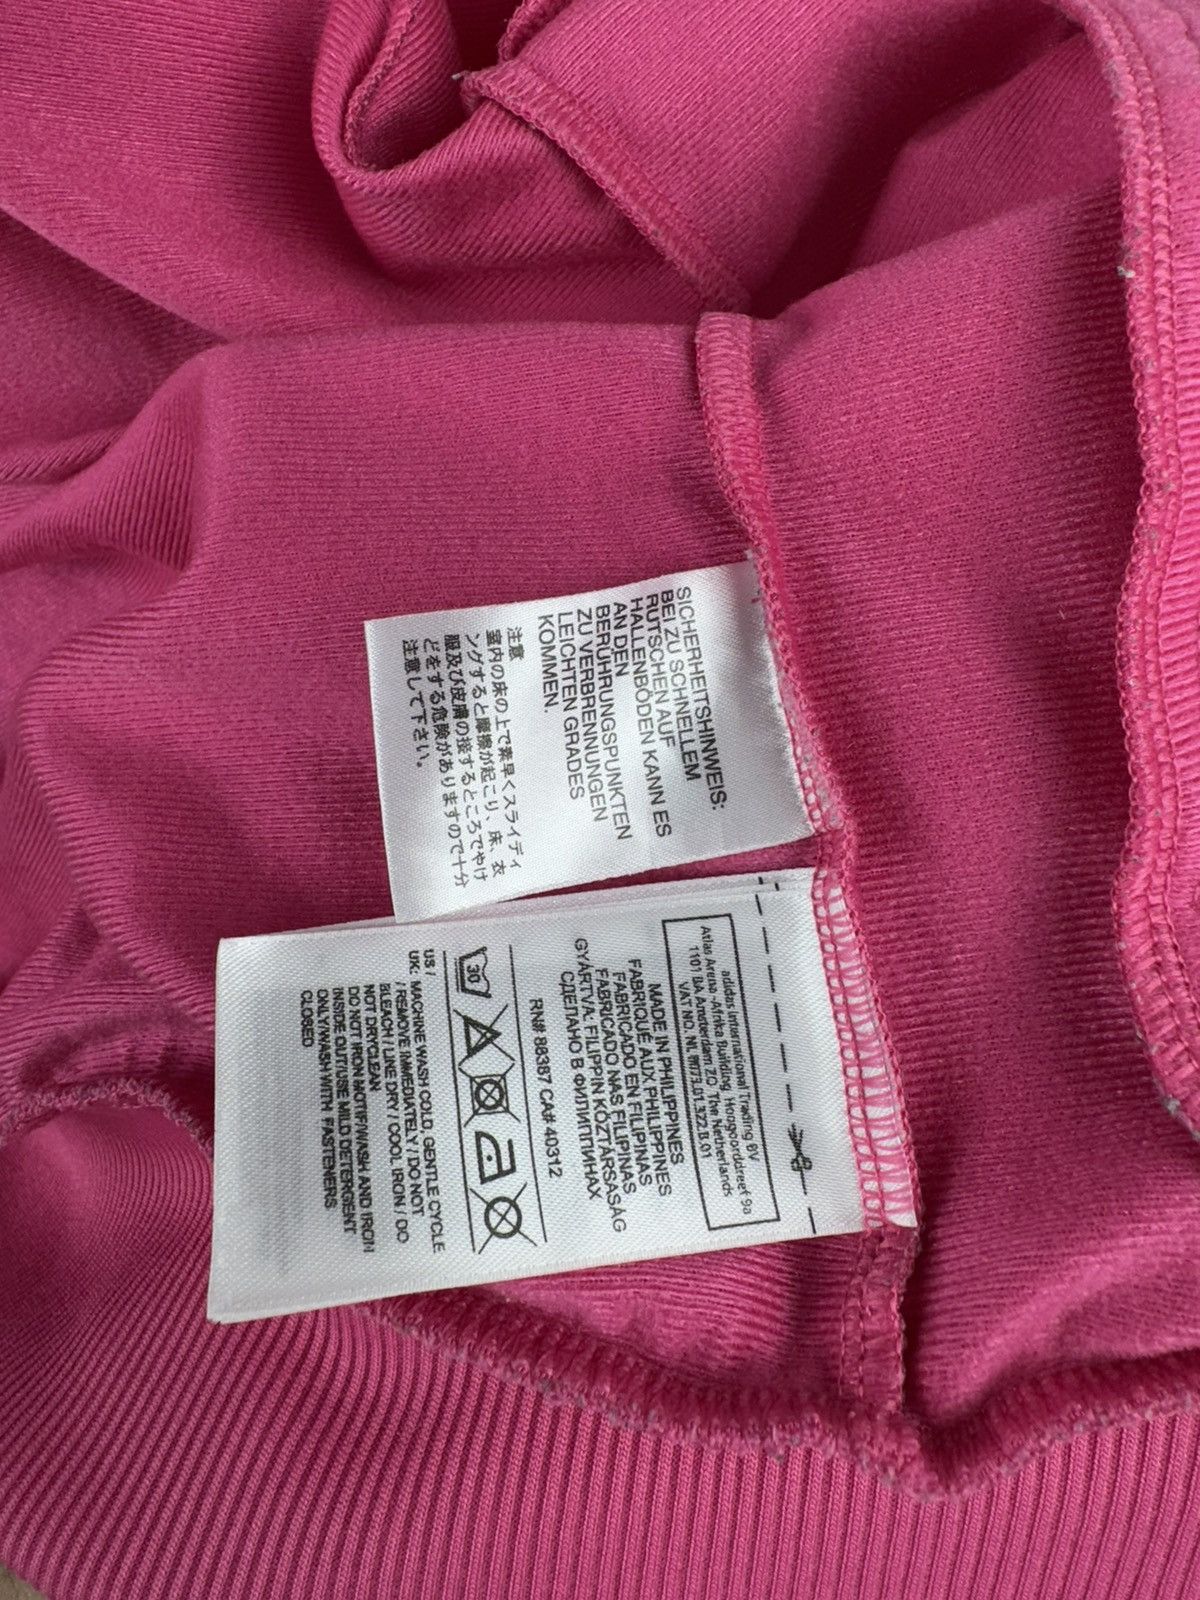 SICHERHEITSHINWEIS:
BEI ZU SCHNELLEM
RUTSCHEN AUF
HALLENBÖDEN KANN ES
AN DEN
BERÜHRUNGSPUNKTEN
ZU VERBRENNUNGEN
LEICHTEN GRADES
KOMMEN.
注意
室内の床の上で素早くスライディ
ングすると摩擦が起こり、床、衣
服及び皮膚の接するところでやけ
どをする危険がありますので十分
注意して下さい。
adidas International Trading BV
Atlas Arena -Afrika Building, Hoogoorddreef 9a
1101 BA Amsterdam ZO, The Netherlands
VAT NO. NL 8073.01.322.B.01
MADE IN PHILIPPINES
FABRIQUÉ AUX PHILIPPINES
FABRICADO EN FILIPINAS
FABRICADO NAS FILIPINAS
GYÁRTVA: FILIPPIN KÖZTÁRSASÁG
СДЕЛАНО В ФИЛИППИНАХ
RN# 88387 CA# 40312
30
US /
UK: MACHINE WASH COLD, GENTLE CYCLE
/ REMOVE IMMEDIATELY / DO NOT
BLEACH / LINE DRY / COOL IRON / DO
NOT DRYCLEAN
DO NOT IRON MOTIF/WASH AND IRON
INSIDE OUT/USE MILD DETERGENT
ONLY/WASH WITH FASTENERS
CLOSED